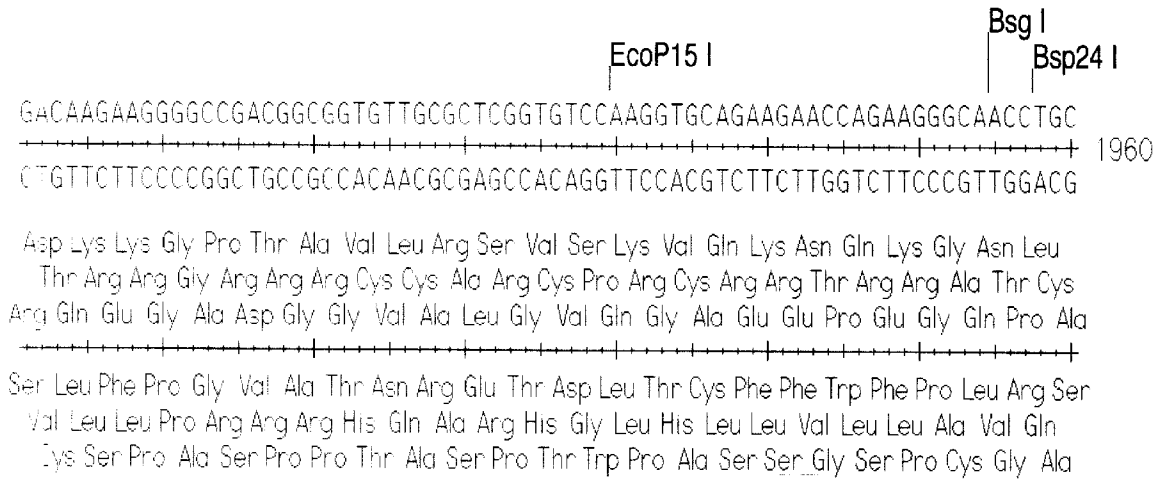 Bsg I
EcoP15 I Bsp24 I
GACAAGAAGGGGCCGACGGCGGTGTTGCGCTCGGTGTCCAAGGTGCAGAAGAACCAGAAGGGCAACCTGC
1960
CTGTTCTTCCCCGGCTGCCGCCACAACGCGAGCCACAGGTTCCACGTCTTCTTGGTCTTCCCGTTGGACG
Asp Lys Lys Gly Pro Thr Ala Val Leu Arg Ser Val Ser Lys Val Gln Lys Asn Gln Lys Gly Asn Leu
Thr Arg Arg Gly Arg Arg Arg Cys Cys Ala Arg Cys Pro Arg Cys Arg Arg Thr Arg Arg Ala Thr Cys
Arg Gln Glu Gly Ala Asp Gly Gly Val Ala Leu Gly Val Gln Gly Ala Glu Glu Pro Glu Gly Gln Pro Ala
Ser Leu Phe Pro Gly Val Ala Thr Asn Arg Glu Thr Asp Leu Thr Cys Phe Phe Trp Phe Pro Leu Arg Ser
Val Leu Leu Pro Arg Arg Arg His Gln Ala Arg His Gly Leu His Leu Leu Val Leu Leu Ala Val Gln
Cys Ser Pro Ala Ser Pro Pro Thr Ala Ser Pro Thr Trp Pro Ala Ser Ser Gly Ser Pro Cys Gly Ala